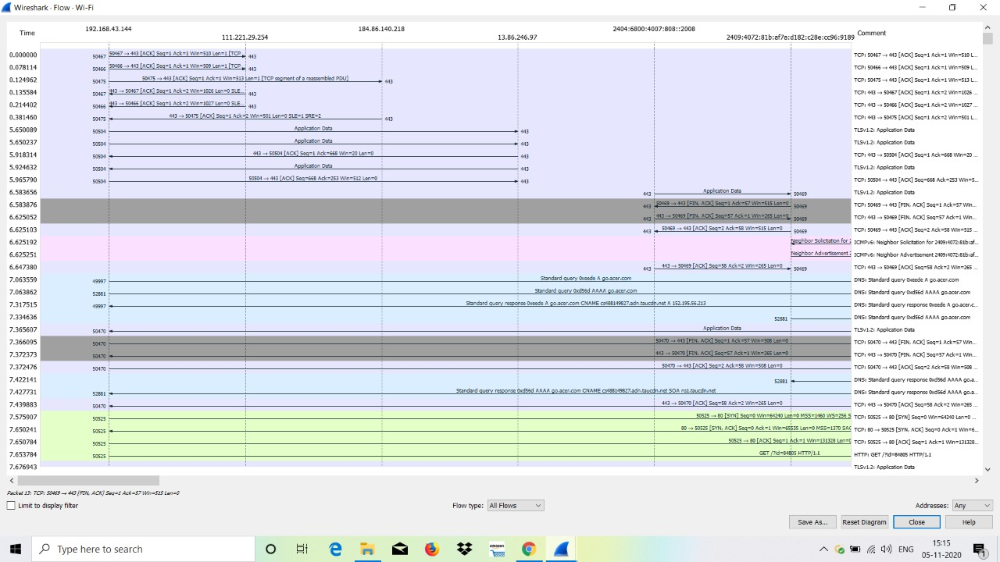 Wireshark · Flow · Wi-Fi
Time 192.168.43.144 184.86.140.218 2404:6800:4007:808::2008 Comment
111.221.29.254 13.86.246.97 2409:4072:81b:af7a:d182:c28e:cc96:9189
0.000000 50467 50467 → 443 [ACK] Seq=1 Ack=1 Win=510 Len=1 [TCP 443 TCP: 50467 → 443 [ACK] Seq=1 Ack=1 Win=510 L...
0.078114 50466 50466 → 443 [ACK] Seq=1 Ack=1 Win=509 Len=1 [TCP 443 TCP: 50466 → 443 [ACK] Seq=1 Ack=1 Win=509 L...
0.124962 50475 50475 → 443 [ACK] Seq=1 Ack=1 Win=513 Len=1 [TCP segment of a reassembled PDU] 443 TCP: 50475 → 443 [ACK] Seq=1 Ack=1 Win=513 L...
0.135584 50467 443 → 50467 [ACK] Seq=1 Ack=2 Win=1026 Len=0 SLE... 443 TCP: 443 → 50467 [ACK] Seq=1 Ack=2 Win=1026 ...
0.214402 50466 443 → 50466 [ACK] Seq=1 Ack=2 Win=1027 Len=0 SLE... 443 TCP: 443 → 50466 [ACK] Seq=1 Ack=2 Win=1027 ...
0.381460 50475 443 → 50475 [ACK] Seq=1 Ack=2 Win=501 Len=0 SLE=1 SRE=2 443 TCP: 443 → 50475 [ACK] Seq=1 Ack=2 Win=501 L...
5.650089 50504 Application Data 443 TLSv1.2: Application Data
5.650237 50504 Application Data 443 TLSv1.2: Application Data
5.918314 50504 443 → 50504 [ACK] Seq=1 Ack=668 Win=20 Len=0 443 TCP: 443 → 50504 [ACK] Seq=1 Ack=668 Win=20 ...
5.924632 50504 Application Data 443 TLSv1.2: Application Data
5.965790 50504 50504 → 443 [ACK] Seq=668 Ack=253 Win=512 Len=0 443 TCP: 50504 → 443 [ACK] Seq=668 Ack=253 Win=5...
6.583656 443 Application Data 50469 TLSv1.2: Application Data
6.583876 443 50469 → 443 [FIN, ACK] Seq=1 Ack=57 Win=515 Len=0 50469 TCP: 50469 → 443 [FIN, ACK] Seq=1 Ack=57 Win...
6.625052 443 443 → 50469 [FIN, ACK] Seq=57 Ack=1 Win=265 Len=0 50469 TCP: 443 → 50469 [FIN, ACK] Seq=57 Ack=1 Win...
6.625103 443 50469 → 443 [ACK] Seq=2 Ack=58 Win=515 Len=0 50469 TCP: 50469 → 443 [ACK] Seq=2 Ack=58 Win=515 ...
6.625192 Neighbor Solicitation for 2 ICMPv6: Neighbor Solicitation for 2409:4072:81b:af...
6.625251 Neighbor Advertisement 2 ICMPv6: Neighbor Advertisement 2409:4072:81b:af...
6.647380 443 443 → 50469 [ACK] Seq=58 Ack=2 Win=265 Len=0 50469 TCP: 443 → 50469 [ACK] Seq=58 Ack=2 Win=265 ...
7.063559 49997 Standard query 0xeede A go.acer.com DNS: Standard query 0xeede A go.acer.com
7.063862 52881 Standard query 0xd56d AAAA go.acer.com DNS: Standard query 0xd56d AAAA go.acer.com
7.317515 49997 Standard query response 0xeede A go.acer.com CNAME cs488149827.adn.taucdn.net A 152.195.56.213 DNS: Standard query response 0xeede A go.acer.c...
7.334636 52881 DNS: Standard query 0xd56d AAAA go.acer.com
7.365607 50470 Application Data TLSv1.2: Application Data
7.366095 50470 50470 → 443 [FIN, ACK] Seq=1 Ack=57 Win=508 Len=0 TCP: 50470 → 443 [FIN, ACK] Seq=1 Ack=57 Win...
7.372373 50470 443 → 50470 [FIN, ACK] Seq=57 Ack=1 Win=265 Len=0 TCP: 443 → 50470 [FIN, ACK] Seq=57 Ack=1 Win...
7.372476 50470 50470 → 443 [ACK] Seq=2 Ack=58 Win=508 Len=0 TCP: 50470 → 443 [ACK] Seq=2 Ack=58 Win=508 ...
7.422141 52881 DNS: Standard query response 0xd56d AAAA go.a...
7.427731 52881 Standard query response 0xd56d AAAA go.acer.com CNAME cs488149827.adn.taucdn.net SOA ns1.taucdn.net DNS: Standard query response 0xd56d AAAA go.a...
7.439883 50470 443 → 50470 [ACK] Seq=58 Ack=2 Win=265 Len=0 TCP: 443 → 50470 [ACK] Seq=58 Ack=2 Win=265 ...
7.575907 50525 50525 → 80 [SYN] Seq=0 Win=64240 Len=0 MSS=1460 WS=256 S TCP: 50525 → 80 [SYN] Seq=0 Win=64240 Len=0 ...
7.650241 50525 80 → 50525 [SYN, ACK] Seq=0 Ack=1 Win=65535 Len=0 MSS=1370 SAC TCP: 80 → 50525 [SYN, ACK] Seq=0 Ack=1 Win=6...
7.650784 50525 50525 → 80 [ACK] Seq=1 Ack=1 Win=131328 Len=0 TCP: 50525 → 80 [ACK] Seq=1 Ack=1 Win=131328...
7.653784 50525 GET /?id=84805 HTTP/1.1 HTTP: GET /?id=84805 HTTP/1.1
7.676943 TLSv1.2: Application Data
Packet 13: TCP: 50469 → 443 [FIN, ACK] Seq=1 Ack=57 Win=515 Len=0
Limit to display filter Flow type: All Flows Addresses: Any
Save As... Reset Diagram Close Help
Type here to search amazon ENG 15:15
05-11-2020 1